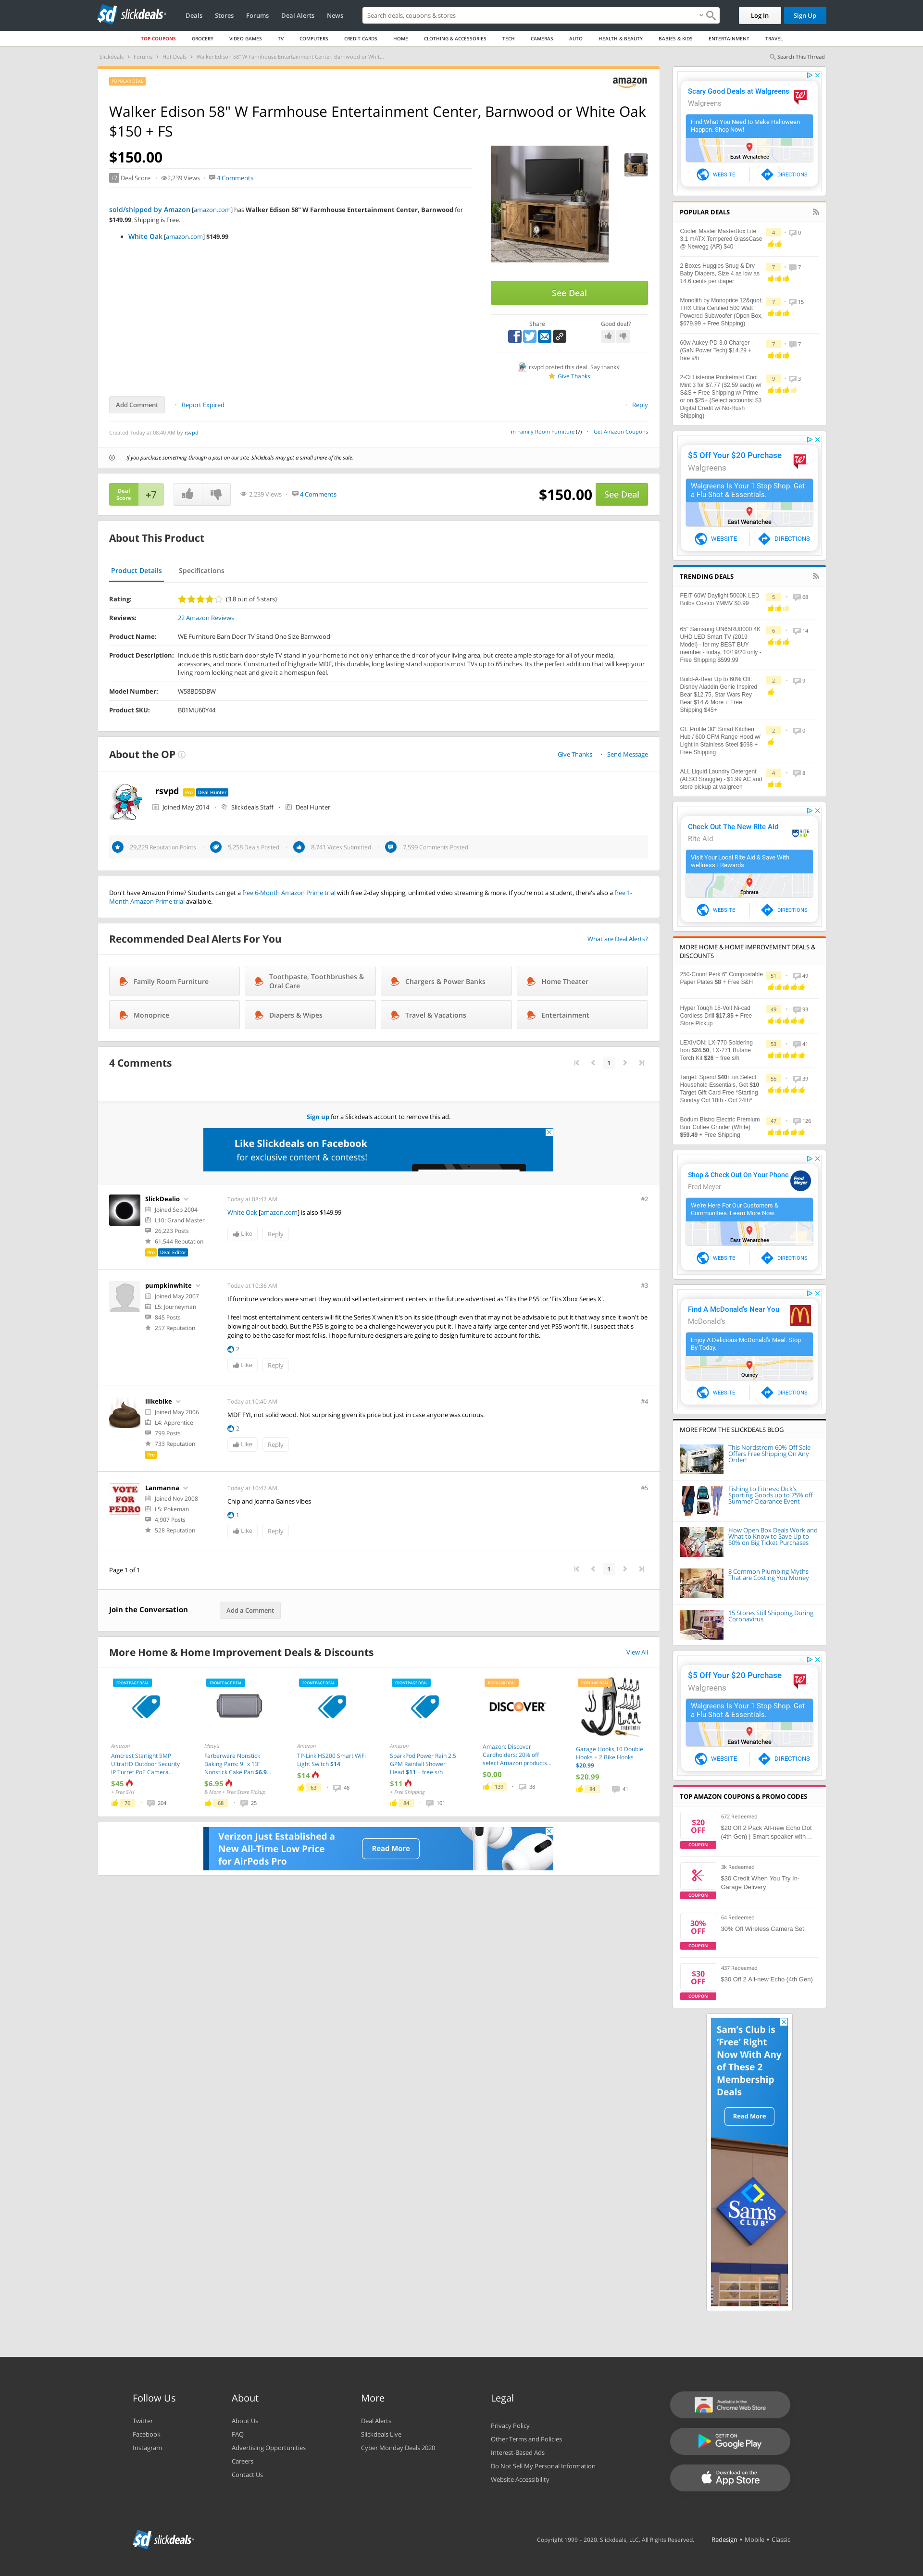 sd slickdeals
Deals
Stores
Forums
Deal Alerts
News
Search deals, coupons & stores
Log In
Sign Up
TOP COUPONS
GROCERY
VIDEO GAMES
TV
COMPUTERS
CREDIT CARDS
HOME
CLOTHING & ACCESSORIES
TECH
CAMERAS
AUTO
HEALTH & BEAUTY
BABIES & KIDS
ENTERTAINMENT
TRAVEL
Slickdeals > Forums > Hot Deals > Walker Edison 58" W Farmhouse Entertainment Center, Barnwood or Whit...
Search This Thread
POPULAR DEAL
amazon
Walker Edison 58" W Farmhouse Entertainment Center, Barnwood or White Oak
$150 + FS
$150.00
+7 Deal Score
2,239 Views
4 Comments
sold/shipped by Amazon [amazon.com] has Walker Edison 58" W Farmhouse Entertainment Center, Barnwood for
$149.99. Shipping is Free.
White Oak [amazon.com] $149.99
See Deal
Share
Good deal?
rsvpd posted this deal. Say thanks!
Give Thanks
Add Comment
Report Expired
Reply
Created Today at 08:40 AM by rsvpd
in Family Room Furniture (7)
Get Amazon Coupons
If you purchase something through a post on our site, Slickdeals may get a small share of the sale.
Deal
Score
+7
2,239 Views
4 Comments
$150.00
See Deal
About This Product
Product Details
Specifications
Rating: (3.8 out of 5 stars)
Reviews: 22 Amazon Reviews
Product Name: WE Furniture Barn Door TV Stand One Size Barnwood
Product Description: Include this rustic barn door style TV stand in your home to not only enhance the d=cor of your living area, but create ample storage for all of your media,
accessories, and more. Constructed of highgrade MDF, this durable, long lasting stand supports most TVs up to 65 inches. Its the perfect addition that will keep your
living room looking neat and give it a homespun feel.
Model Number: W58BDSDBW
Product SKU: B01MU60Y44
About the OP
Give Thanks
Send Message
rsvpd Pro Deal Hunter
Joined May 2014
Slickdeals Staff
Deal Hunter
29,229 Reputation Points
5,258 Deals Posted
8,741 Votes Submitted
7,599 Comments Posted
Don't have Amazon Prime? Students can get a free 6-Month Amazon Prime trial with free 2-day shipping, unlimited video streaming & more. If you're not a student, there's also a free 1-
Month Amazon Prime trial available.
Recommended Deal Alerts For You
What are Deal Alerts?
Family Room Furniture
Toothpaste, Toothbrushes &
Oral Care
Chargers & Power Banks
Home Theater
Monoprice
Diapers & Wipes
Travel & Vacations
Entertainment
4 Comments
1
Sign up for a Slickdeals account to remove this ad.
Like Slickdeals on Facebook
for exclusive content & contests!
SlickDealio
Joined Sep 2004
L10: Grand Master
26,223 Posts
61,544 Reputation
Pro Deal Editor
Today at 08:47 AM
#2
White Oak [amazon.com] is also $149.99
Like
Reply
pumpkinwhite
Joined May 2007
L5: Journeyman
845 Posts
257 Reputation
Today at 10:36 AM
#3
If furniture vendors were smart they would sell entertainment centers in the future advertised as 'Fits the PS5' or 'Fits Xbox Series X'.
I feel most entertainment centers will fit the Series X when it's on its side (though even that may not be advisable to put it that way since it won't be
blowing air out back). But the PS5 is going to be a challenge however you put it. I have a fairly large center and yet PS5 won't fit. I suspect that's
going to be the case for most folks. I hope furniture designers are going to design furniture to account for this.
2
Like
Reply
ilikebike
Joined May 2006
L4: Apprentice
799 Posts
733 Reputation
Pro
Today at 10:40 AM
#4
MDF FYI, not solid wood. Not surprising given its price but just in case anyone was curious.
2
Like
Reply
VOTE
FOR
PEDRO
Lanmanna
Joined Nov 2008
L5: Pokeman
4,907 Posts
528 Reputation
Today at 10:47 AM
#5
Chip and Joanna Gaines vibes
1
Like
Reply
Page 1 of 1
1
Join the Conversation
Add a Comment
More Home & Home Improvement Deals & Discounts
View All
FRONTPAGE DEAL
Amazon
Amcrest Starlight 5MP
UltraHD Outdoor Security
IP Turret PoE Camera...
$45
+ Free S/H
76
204
FRONTPAGE DEAL
Macy's
Farberware Nonstick
Baking Pans: 9" x 13"
Nonstick Cake Pan $6.9...
$6.95
& More + Free Store Pickup
68
25
FRONTPAGE DEAL
Amazon
TP-Link HS200 Smart WiFi
Light Switch $14
$14
63
48
FRONTPAGE DEAL
Amazon
SparkPod Power Rain 2.5
GPM Rainfall Shower
Head $11 + free s/h
$11
+ Free Shipping
84
101
POPULAR DEAL
DISCOVER
Amazon: Discover
Cardholders: 20% off
select Amazon products...
$0.00
139
38
POPULAR DEAL
Garage Hooks,10 Double
Hooks + 2 Bike Hooks
$20.99
$20.99
84
41
Verizon Just Established a
New All-Time Low Price
for AirPods Pro
Read More
Scary Good Deals at Walgreens
Walgreens
Find What You Need to Make Halloween
Happen. Shop Now!
East Wenatchee
WEBSITE
DIRECTIONS
POPULAR DEALS
Cooler Master MasterBox Lite
3.1 mATX Tempered GlassCase
@ Newegg (AR) $40
4
0
2 Boxes Huggies Snug & Dry
Baby Diapers, Size 4 as low as
14.6 cents per diaper
7
7
Monolith by Monoprice 12&quot;
THX Ultra Certified 500 Watt
Powered Subwoofer (Open Box,
$679.99 + Free Shipping)
7
15
60w Aukey PD 3.0 Charger
(GaN Power Tech) $14.29 +
free s/h
7
7
2-Ct Listerine Pocketmist Cool
Mint 3 for $7.77 ($2.59 each) w/
S&S + Free Shipping w/ Prime
or on $25+ (Select accounts: $3
Digital Credit w/ No-Rush
Shipping)
9
3
$5 Off Your $20 Purchase
Walgreens
Walgreens Is Your 1 Stop Shop. Get
a Flu Shot & Essentials.
East Wenatchee
WEBSITE
DIRECTIONS
TRENDING DEALS
FEIT 60W Daylight 5000K LED
Bulbs Costco YMMV $0.99
5
68
65" Samsung UN65RU8000 4K
UHD LED Smart TV (2019
Model) - for my BEST BUY
member - today, 10/19/20 only -
Free Shipping $599.99
6
14
Build-A-Bear Up to 60% Off:
Disney Aladdin Genie Inspired
Bear $12.75, Star Wars Rey
Bear $14 & More + Free
Shipping $45+
2
9
GE Profile 30" Smart Kitchen
Hub / 600 CFM Range Hood w/
Light in Stainless Steel $698 +
Free Shipping
2
0
ALL Liquid Laundry Detergent
(ALSO Snuggle) - $1.99 AC and
store pickup at walgreen
4
8
Check Out The New Rite Aid
Rite Aid
Visit Your Local Rite Aid & Save With
wellness+ Rewards
Ephrata
WEBSITE
DIRECTIONS
MORE HOME & HOME IMPROVEMENT DEALS &
DISCOUNTS
250-Count Perk 6" Compostable
Paper Plates $8 + Free S&H
51
49
Hyper Tough 18-Volt Ni-cad
Cordless Drill $17.85 + Free
Store Pickup
49
93
LEXIVON: LX-770 Soldering
Iron $24.50, LX-771 Butane
Torch Kit $26 + free s/h
53
41
Target: Spend $40+ on Select
Household Essentials, Get $10
Target Gift Card Free *Starting
Sunday Oct 18th - Oct 24th*
55
39
Bodum Bistro Electric Premium
Burr Coffee Grinder (White)
$59.49 + Free Shipping
47
126
Shop & Check Out On Your Phone
Fred Meyer
We're Here For Our Customers &
Communities. Learn More Now.
East Wenatchee
WEBSITE
DIRECTIONS
Find A McDonald's Near You
McDonald's
Enjoy A Delicious McDonald's Meal. Stop
By Today.
Quincy
WEBSITE
DIRECTIONS
MORE FROM THE SLICKDEALS BLOG
This Nordstrom 60% Off Sale
Offers Free Shipping On Any
Order!
Fishing to Fitness: Dick's
Sporting Goods up to 75% off
Summer Clearance Event
How Open Box Deals Work and
What to Know to Save Up to
50% on Big Ticket Purchases
8 Common Plumbing Myths
That are Costing You Money
15 Stores Still Shipping During
Coronavirus
$5 Off Your $20 Purchase
Walgreens
Walgreens Is Your 1 Stop Shop. Get
a Flu Shot & Essentials.
East Wenatchee
WEBSITE
DIRECTIONS
TOP AMAZON COUPONS & PROMO CODES
$20
OFF
COUPON
672 Redeemed
$20 Off 2 Pack All-new Echo Dot
(4th Gen) | Smart speaker with...
COUPON
3k Redeemed
$30 Credit When You Try In-
Garage Delivery
30%
OFF
COUPON
64 Redeemed
30% Off Wireless Camera Set
$30
OFF
COUPON
437 Redeemed
$30 Off 2 All-new Echo (4th Gen)
Sam's Club is
'Free' Right
Now With Any
of These 2
Membership
Deals
Read More
Sam's
CLUB
Follow Us
Twitter
Facebook
Instagram
About
About Us
FAQ
Advertising Opportunities
Careers
Contact Us
More
Deal Alerts
Slickdeals Live
Cyber Monday Deals 2020
Legal
Privacy Policy
Other Terms and Policies
Interest-Based Ads
Do Not Sell My Personal Information
Website Accessibility
Available in the
Chrome Web Store
GET IT ON
Google Play
Download on the
App Store
sd slickdeals
Copyright 1999 – 2020. Slickdeals, LLC. All Rights Reserved.
Redesign • Mobile • Classic